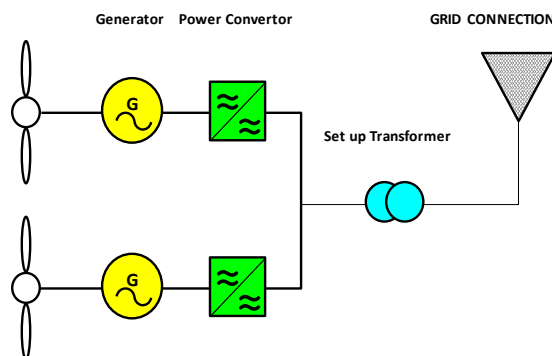 Generator Power Convertor
GRID CONNECTION
G
Set up Transformer
G